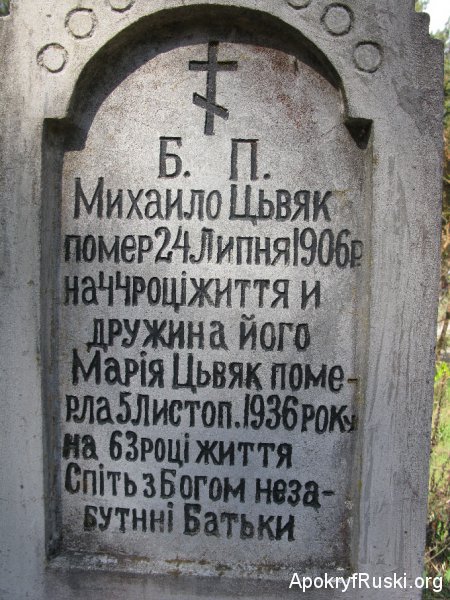 Б. П.
Михаило Цьвяк
помер 24 Липня 1906 р.
на 44 році життя и
дружина його
Марія Цьвяк поме-
рла 5 Листоп. 1936 року
на 63 році життя
Спіть з Богом неза-
бутнні Батьки
ApokryfRuski.org